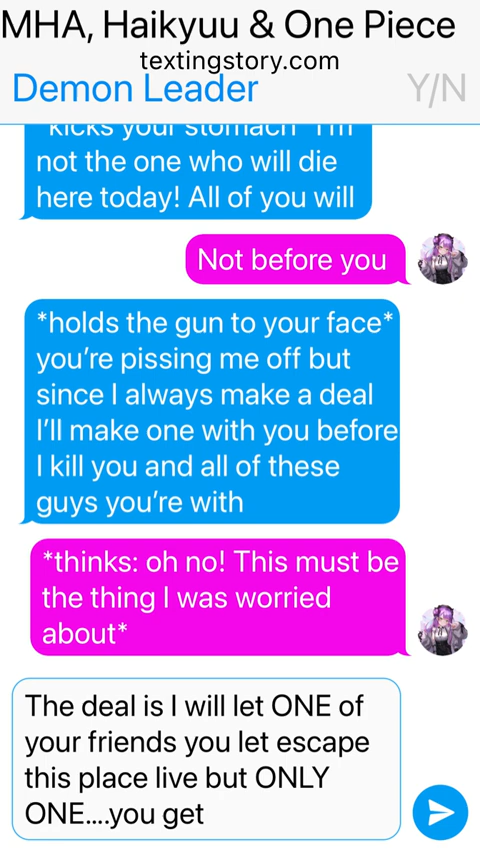 MHA, Haikyuu & One Piece
textingstory.com
Demon Leader
Y/N
*kicks your stomach* I'm
not the one who will die
here today! All of you will
Not before you
*holds the gun to your face*
you're pissing me off but
since I always make a deal
I'll make one with you before
I kill you and all of these
guys you're with
*thinks: oh no! This must be
the thing I was worried
about*
The deal is I will let ONE of
your friends you let escape
this place live but ONLY
ONE....you get